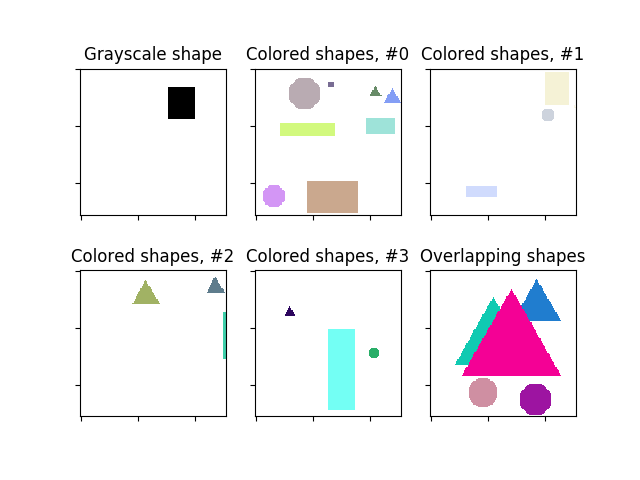 Grayscale shape
Colored shapes, #0
Colored shapes, #1
Colored shapes, #2
Colored shapes, #3
Overlapping shapes